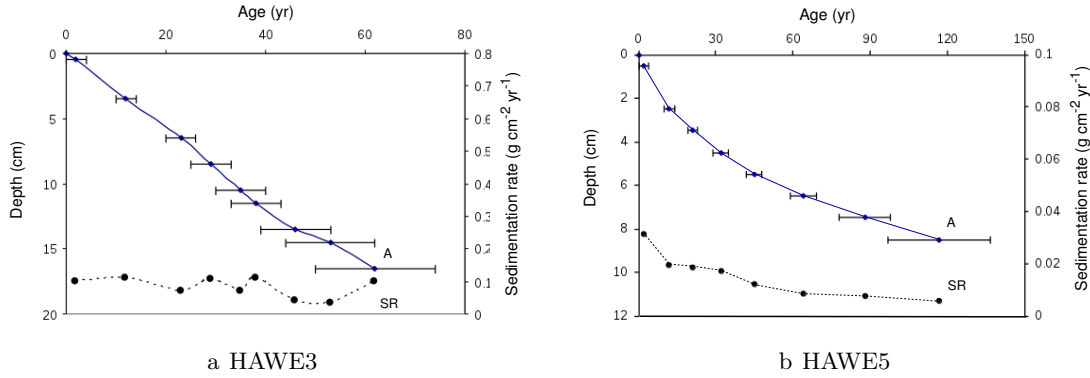 Age (yr)
0 20 40 60 80
0
5
10
15
20
Depth (cm)
0.8
0.7
0.6
0.5
0.4
0.3
0.2
0.1
0
Sedimentation rate (g cm-2 yr-1)
A
SR
a HAWE3
Age (yr)
0 30 60 90 120 150
0
2
4
6
8
10
12
Depth (cm)
0.1
0.08
0.06
0.04
0.02
0
Sedimentation rate (g cm-2 yr-1)
A
SR
b HAWE5